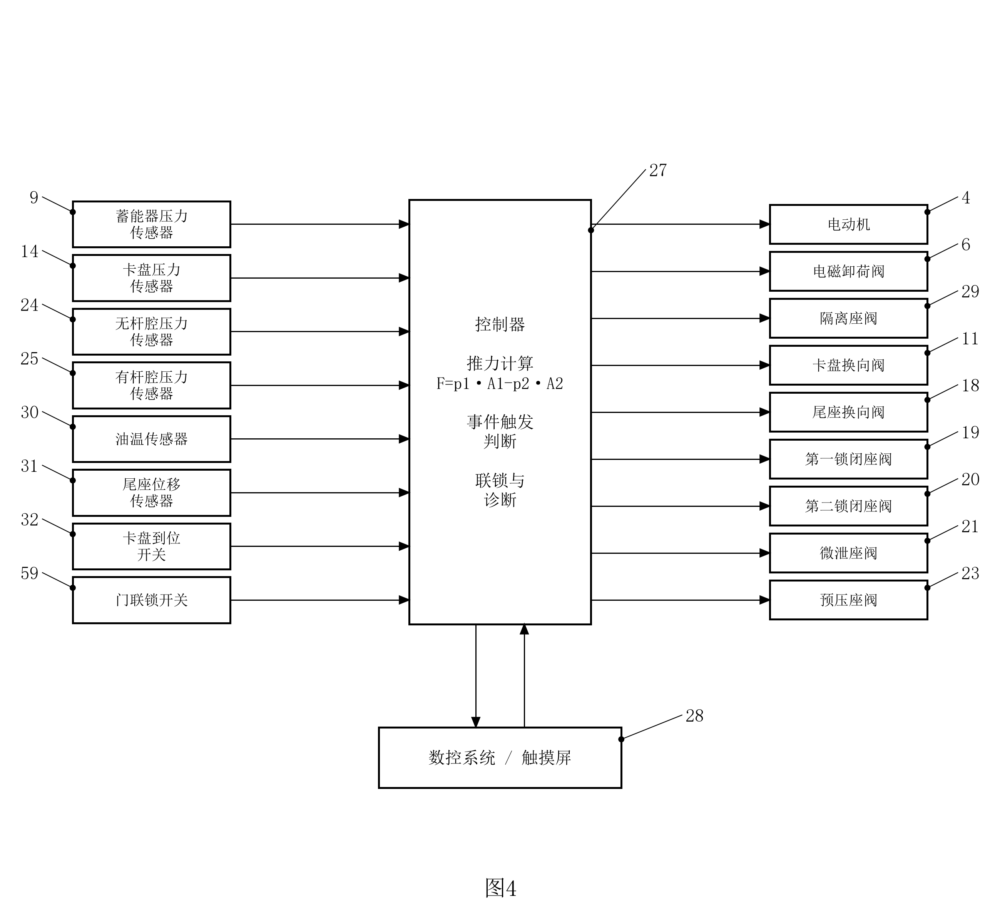 9
蓄能器压力
传感器
14
卡盘压力
传感器
24
无杆腔压力
传感器
25
有杆腔压力
传感器
30
油温传感器
31
尾座位移
传感器
32
卡盘到位
开关
59
门联锁开关
27
控制器
推力计算
F=p1·A1-p2·A2
事件触发
判断
联锁与
诊断
4
电动机
6
电磁卸荷阀
29
隔离座阀
11
卡盘换向阀
18
尾座换向阀
19
第一锁闭座阀
20
第二锁闭座阀
21
微泄座阀
23
预压座阀
28
数控系统 / 触摸屏
图4